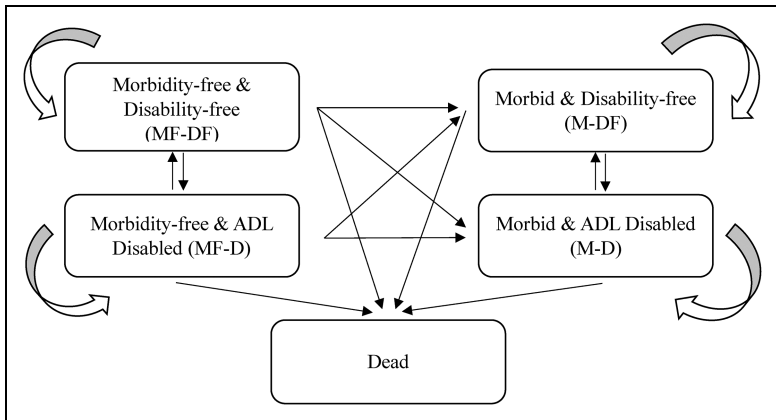 Morbidity-free &
Disability-free
(MF-DF)
Morbid & Disability-free
(M-DF)
Morbidity-free & ADL
Disabled (MF-D)
Morbid & ADL Disabled
(M-D)
Dead